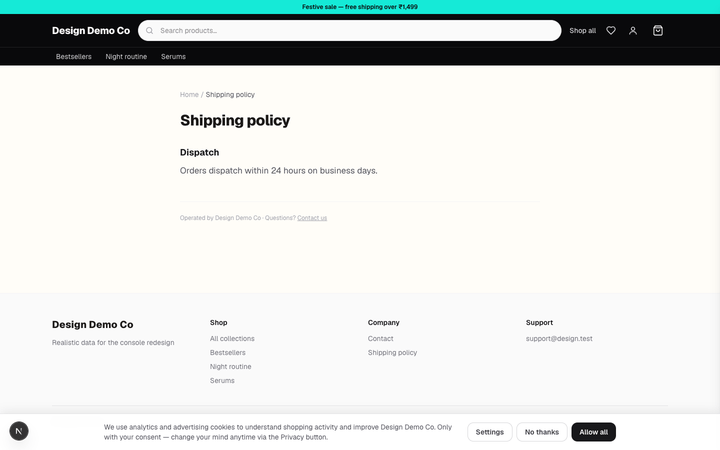 Festive sale — free shipping over ₹1,499
Design Demo Co
Search products...
Shop all
Bestsellers
Night routine
Serums
Home / Shipping policy
Shipping policy
Dispatch
Orders dispatch within 24 hours on business days.
Operated by Design Demo Co · Questions? Contact us
Design Demo Co
Realistic data for the console redesign
Shop
All collections
Bestsellers
Night routine
Serums
Company
Contact
Shipping policy
Support
support@design.test
N
We use analytics and advertising cookies to understand shopping activity and improve Design Demo Co. Only
with your consent — change your mind anytime via the Privacy button.
Settings
No thanks
Allow all